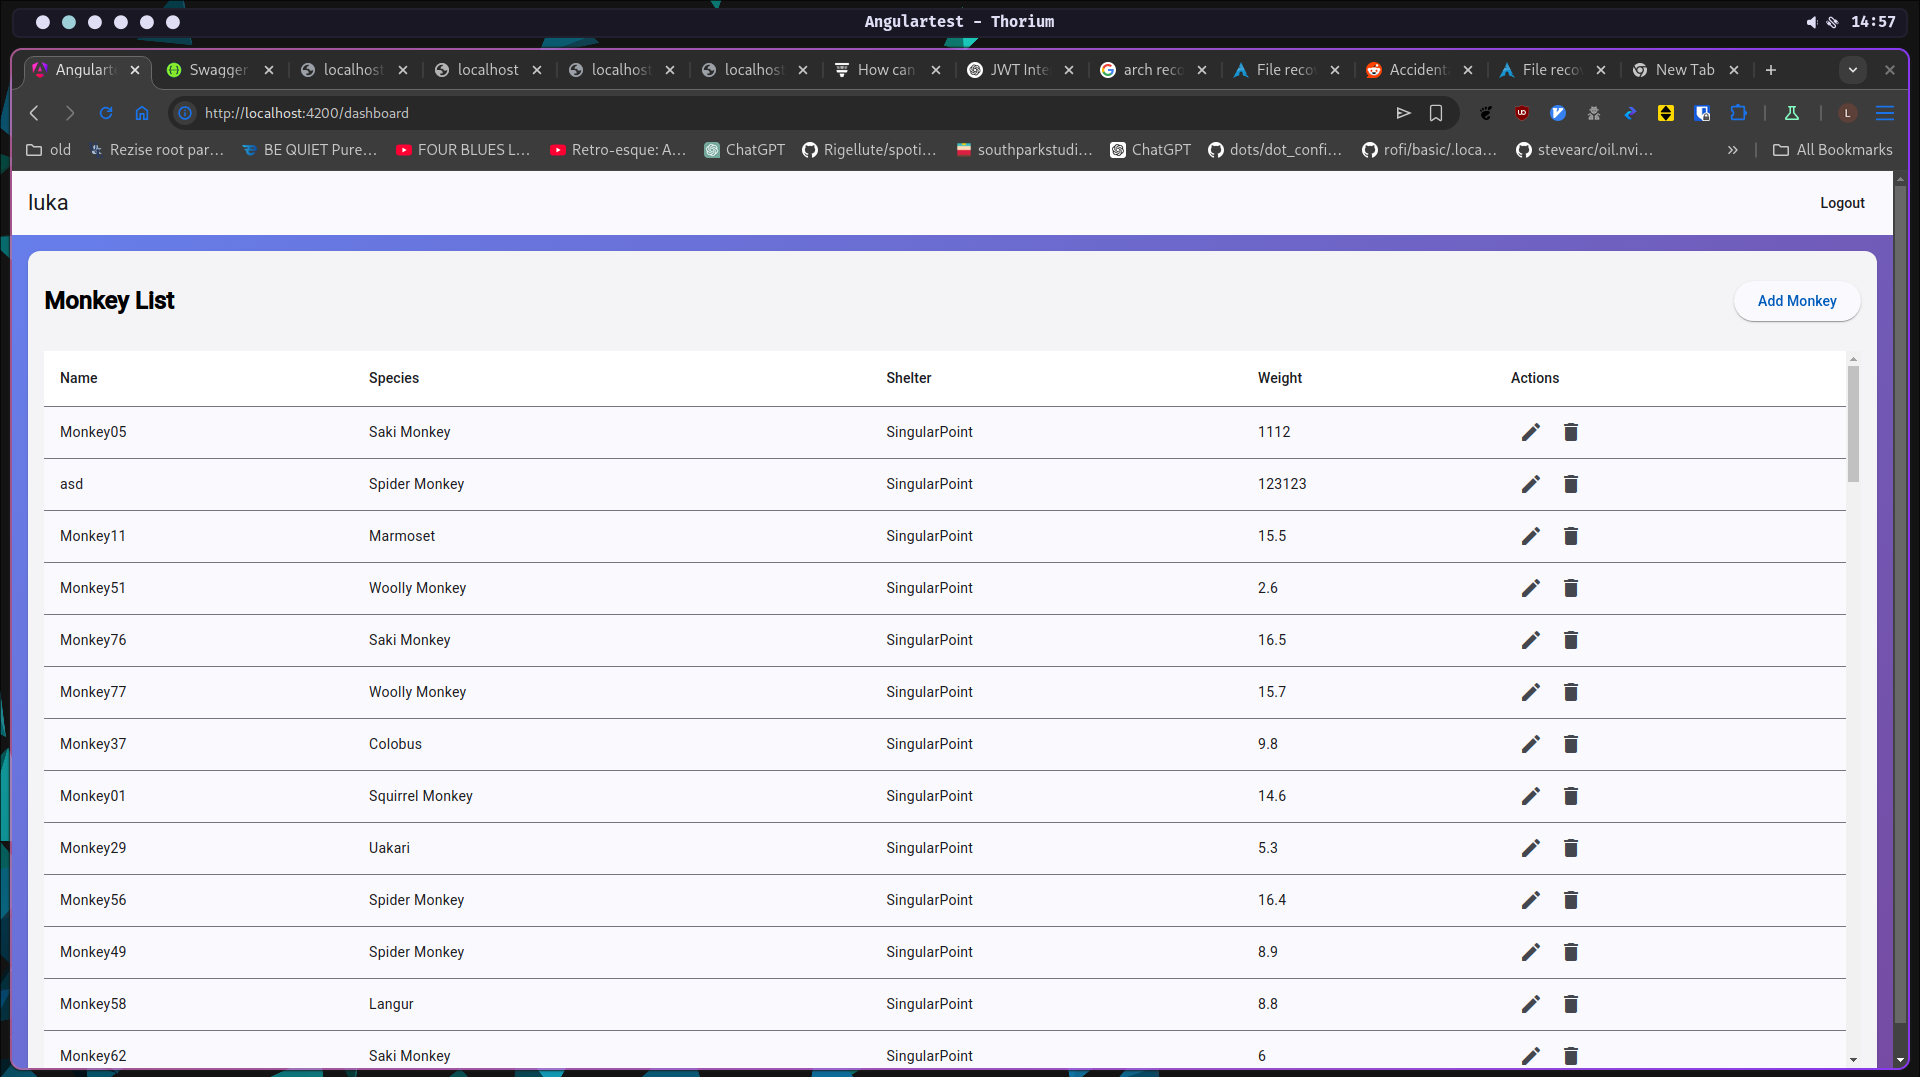 Angulartest - Thorium
14:57
Angularte
Swagger
localhost
localhost
localhost
localhost
How can
JWT Inte
arch reco
File reco
Accident
File reco
New Tab
http://localhost:4200/dashboard
L
old
Rezise root par...
BE QUIET Pure...
FOUR BLUES L...
Retro-esque: A...
ChatGPT
Rigellute/spoti...
southparkstudi...
ChatGPT
dots/dot_confi...
rofi/basic/.loca...
stevearc/oil.nvi...
All Bookmarks
luka
Logout
Monkey List
Add Monkey
Name Species Shelter Weight Actions
Monkey05 Saki Monkey SingularPoint 1112
asd Spider Monkey SingularPoint 123123
Monkey11 Marmoset SingularPoint 15.5
Monkey51 Woolly Monkey SingularPoint 2.6
Monkey76 Saki Monkey SingularPoint 16.5
Monkey77 Woolly Monkey SingularPoint 15.7
Monkey37 Colobus SingularPoint 9.8
Monkey01 Squirrel Monkey SingularPoint 14.6
Monkey29 Uakari SingularPoint 5.3
Monkey56 Spider Monkey SingularPoint 16.4
Monkey49 Spider Monkey SingularPoint 8.9
Monkey58 Langur SingularPoint 8.8
Monkey62 Saki Monkey SingularPoint 6